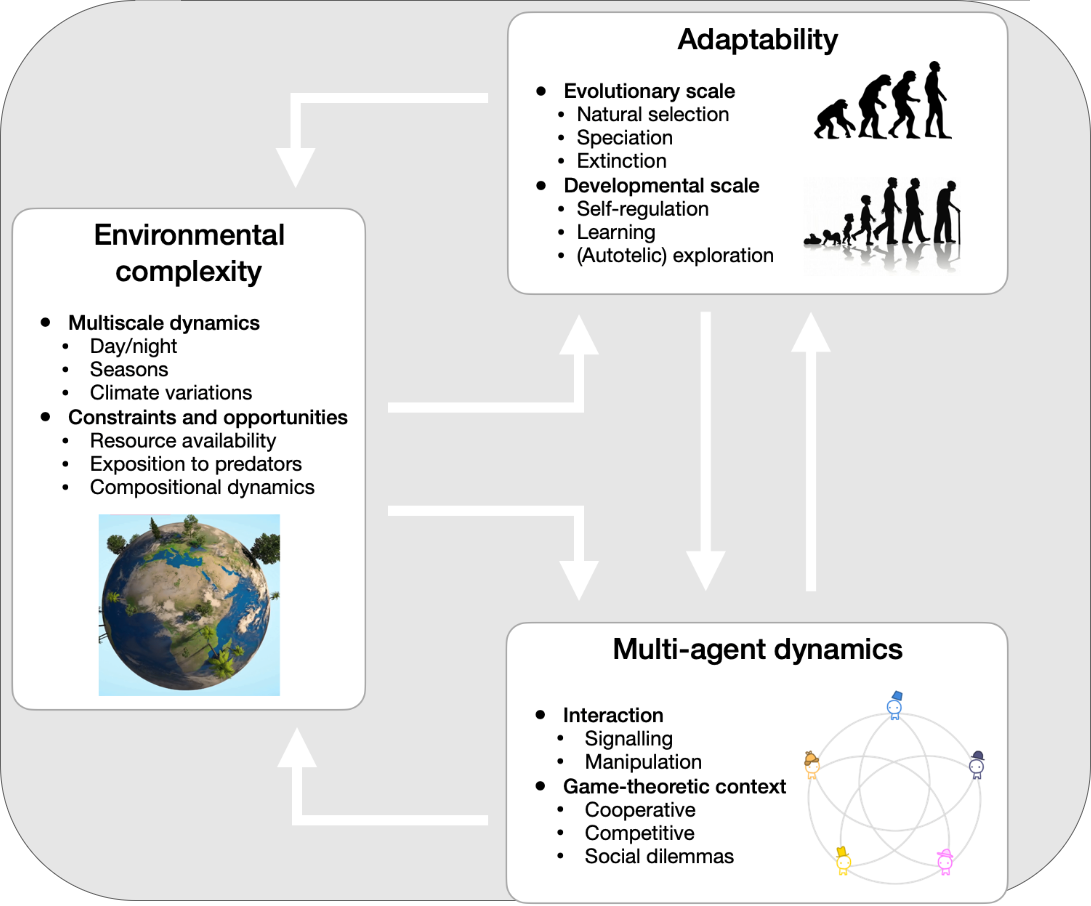 Adaptability
• Evolutionary scale
• Natural selection
• Speciation
• Extinction
• Developmental scale
• Self-regulation
• Learning
• (Autotelic) exploration
Environmental
complexity
• Multiscale dynamics
• Day/night
• Seasons
• Climate variations
• Constraints and opportunities
• Resource availability
• Exposition to predators
• Compositional dynamics
Multi-agent dynamics
• Interaction
• Signalling
• Manipulation
• Game-theoretic context
• Cooperative
• Competitive
• Social dilemmas